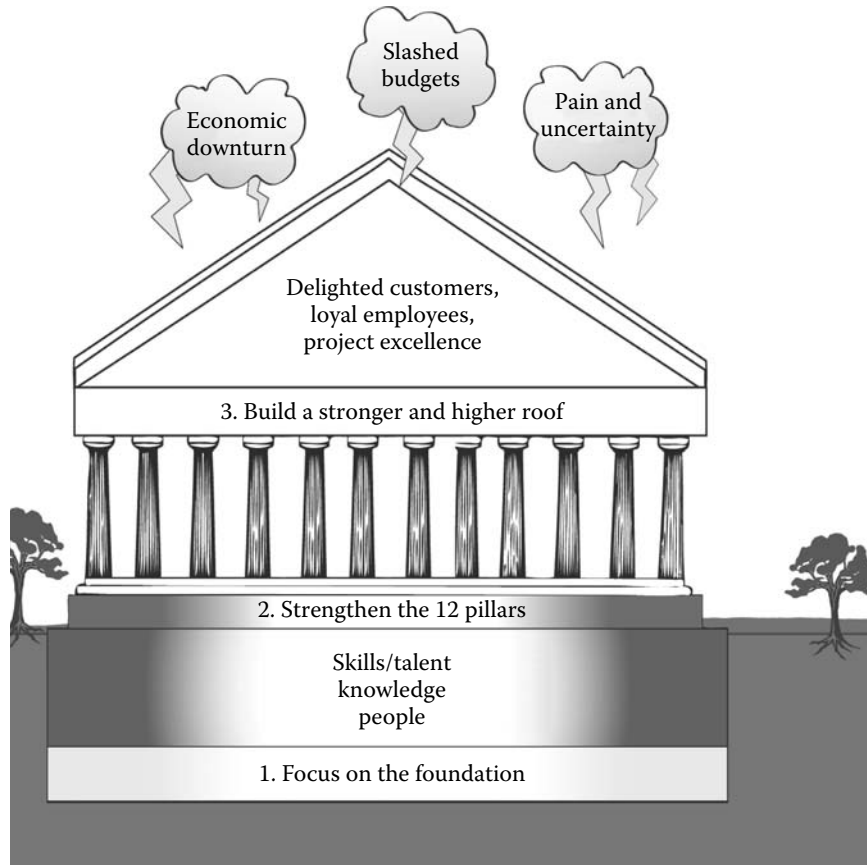 Slashed
budgets
Economic
downturn
Pain and
uncertainty
Delighted customers,
loyal employees,
project excellence
3. Build a stronger and higher roof
2. Strengthen the 12 pillars
Skills/talent
knowledge
people
1. Focus on the foundation